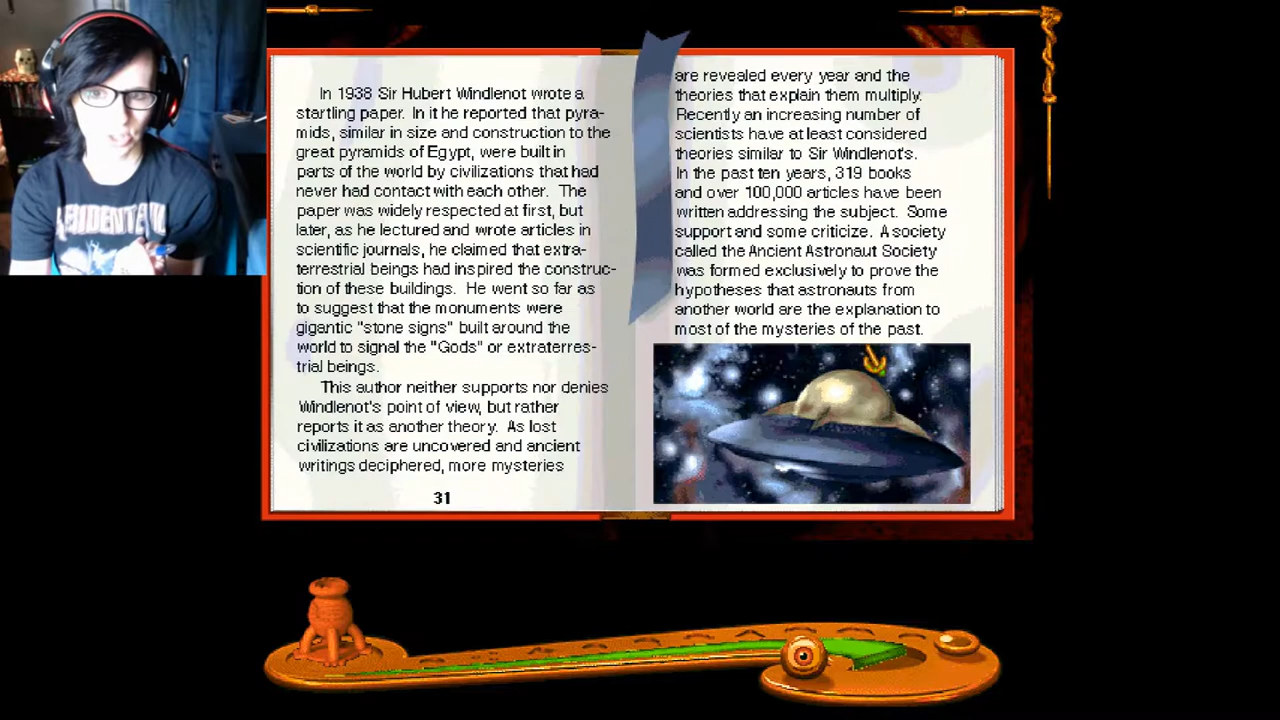 In 1938 Sir Hubert Windlenot wrote a
startling paper. In it he reported that pyra-
mids, similar in size and construction to the
great pyramids of Egypt, were built in
parts of the world by civilizations that had
never had contact with each other. The
paper was widely respected at first, but
later, as he lectured and wrote articles in
scientific journals, he claimed that extra-
terrestrial beings had inspired the construc-
tion of these buildings. He went so far as
to suggest that the monuments were
gigantic "stone signs" built around the
world to signal the "Gods" or extraterres-
trial beings.
This author neither supports nor denies
Windlenot's point of view, but rather
reports it as another theory. As lost
civilizations are uncovered and ancient
writings deciphered, more mysteries
31
are revealed every year and the
theories that explain them multiply.
Recently an increasing number of
scientists have at least considered
theories similar to Sir Windlenot's.
In the past ten years, 319 books
and over 100,000 articles have been
written addressing the subject. Some
support and some criticize. A society
called the Ancient Astronaut Society
was formed exclusively to prove the
hypotheses that astronauts from
another world are the explanation to
most of the mysteries of the past.